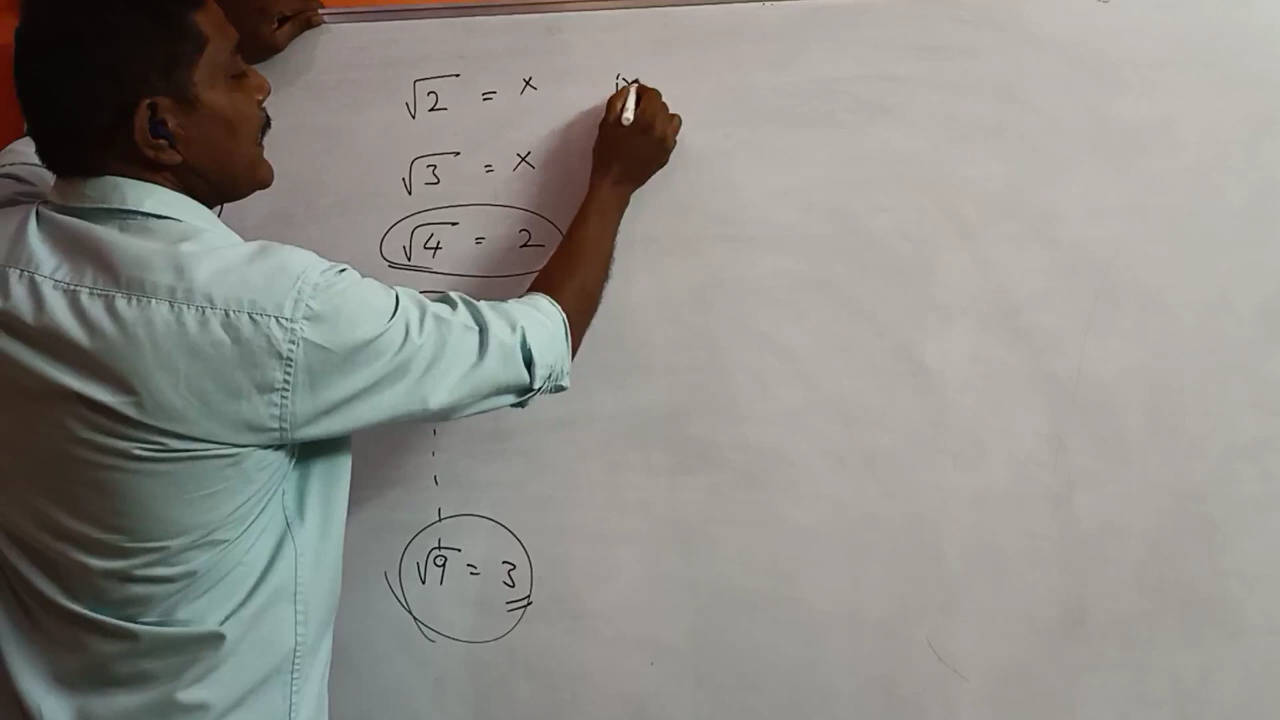 √2 = ×
√3 = ×
√4 = 2
√9 = 3